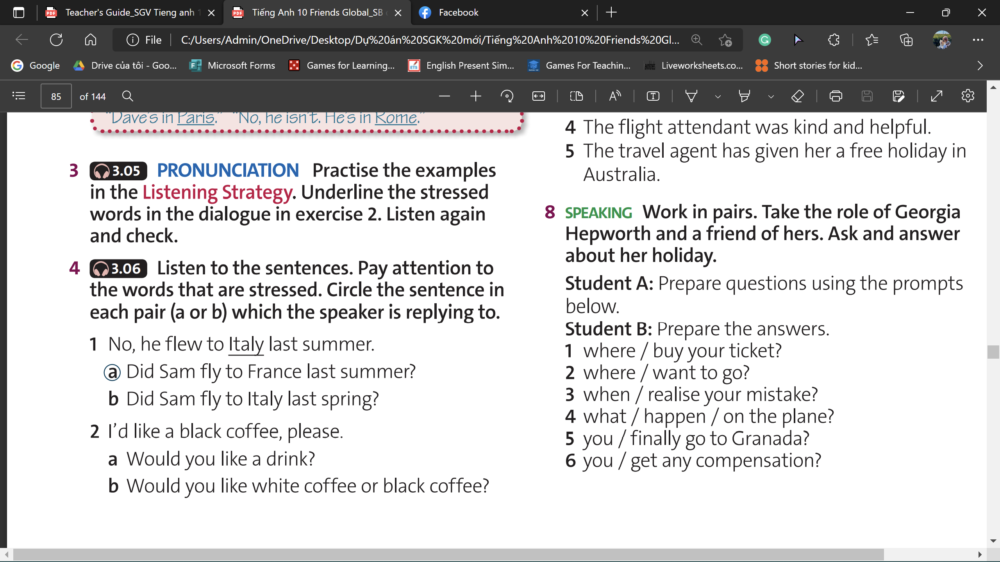 Teacher's Guide_SGV Tieng anh 1
Tiếng Anh 10 Friends Global_SB
Facebook
File
C:/Users/Admin/OneDrive/Desktop/Dự%20án%20SGK%20mới/Tiếng%20Anh%2010%20Friends%20Gl...
Google
Drive của tôi - Goo...
Microsoft Forms
Games for Learning...
English Present Sim...
Games For Teachin...
Liveworksheets.co...
Short stories for kid...
85 of 144
"Dave's in Paris." "No, he isn't. He's in Rome."
3 3.05 PRONUNCIATION Practise the examples
in the Listening Strategy. Underline the stressed
words in the dialogue in exercise 2. Listen again
and check.
4 3.06 Listen to the sentences. Pay attention to
the words that are stressed. Circle the sentence in
each pair (a or b) which the speaker is replying to.
1 No, he flew to Italy last summer.
a Did Sam fly to France last summer?
b Did Sam fly to Italy last spring?
2 I'd like a black coffee, please.
a Would you like a drink?
b Would you like white coffee or black coffee?
4 The flight attendant was kind and helpful.
5 The travel agent has given her a free holiday in
Australia.
8 SPEAKING Work in pairs. Take the role of Georgia
Hepworth and a friend of hers. Ask and answer
about her holiday.
Student A: Prepare questions using the prompts
below.
Student B: Prepare the answers.
1 where / buy your ticket?
2 where / want to go?
3 when / realise your mistake?
4 what / happen / on the plane?
5 you / finally go to Granada?
6 you / get any compensation?